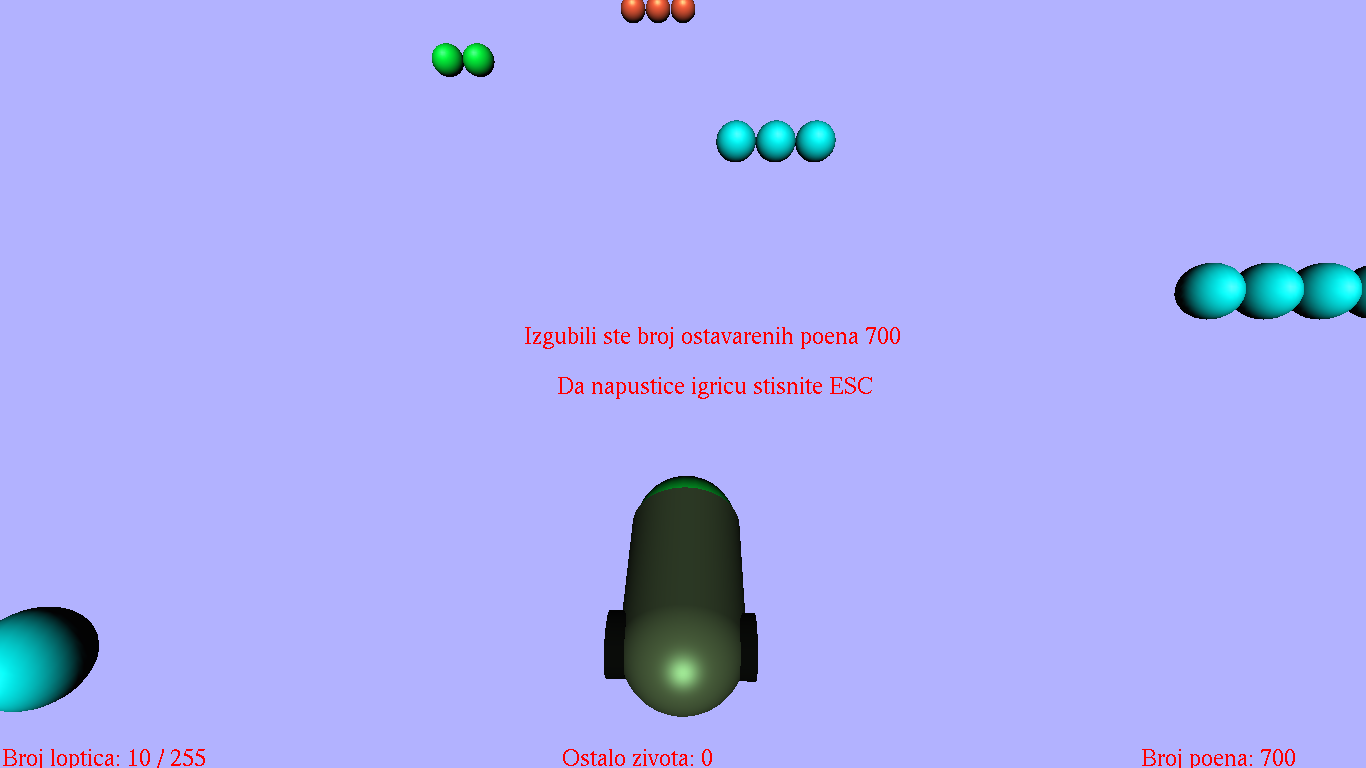 Izgubili ste broj ostavarenih poena 700
Da napustice igricu stisnite ESC
Broj loptica: 10 / 255
Ostalo zivota: 0
Broj poena: 700